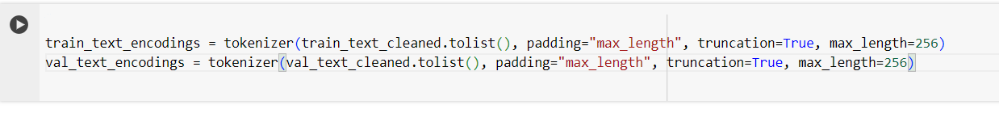 train_text_encodings = tokenizer(train_text_cleaned.tolist(), padding="max_length", truncation=True, max_length=256)
val_text_encodings = tokenizer(val_text_cleaned.tolist(), padding="max_length", truncation=True, max_length=256)